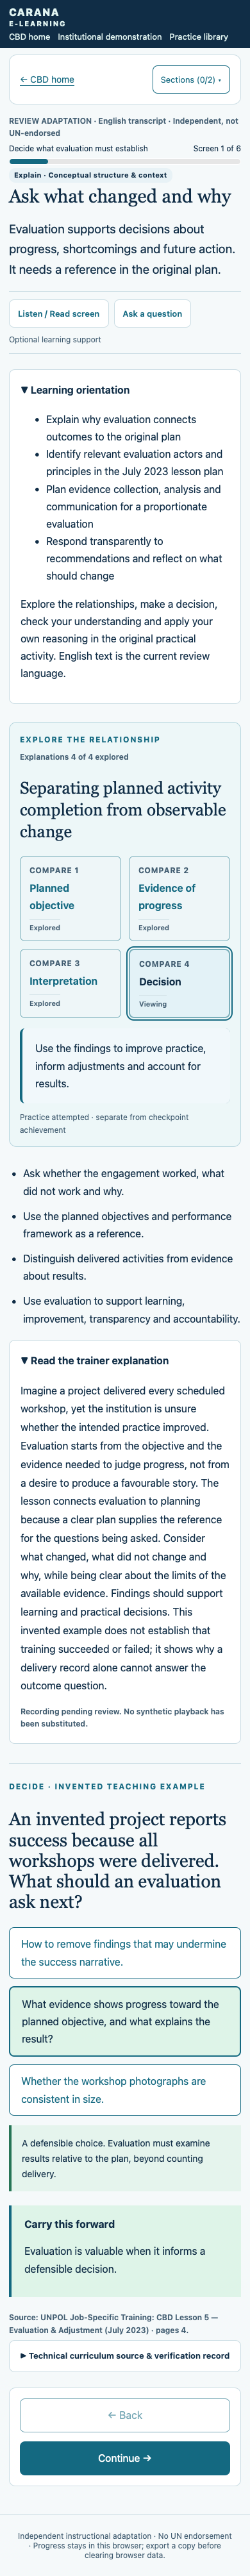 CARANA
E-LEARNING
CBD home Institutional demonstration Practice library
← CBD home
Sections (0/2) ▾
REVIEW ADAPTATION · English transcript · Independent, not
UN-endorsed
Decide what evaluation must establish
Screen 1 of 6
Explain · Conceptual structure & context
Ask what changed and why
Evaluation supports decisions about
progress, shortcomings and future action.
It needs a reference in the original plan.
Listen / Read screen
Ask a question
Optional learning support
▼ Learning orientation
• Explain why evaluation connects
outcomes to the original plan
• Identify relevant evaluation actors and
principles in the July 2023 lesson plan
• Plan evidence collection, analysis and
communication for a proportionate
evaluation
• Respond transparently to
recommendations and reflect on what
should change
Explore the relationships, make a decision,
check your understanding and apply your
own reasoning in the original practical
activity. English text is the current review
language.
EXPLORE THE RELATIONSHIP
Explanations 4 of 4 explored
Separating planned activity
completion from observable
change
COMPARE 1
Planned
objective
Explored
COMPARE 2
Evidence of
progress
Explored
COMPARE 3
Interpretation
Explored
COMPARE 4
Decision
Viewing
Use the findings to improve practice,
inform adjustments and account for
results.
Practice attempted · separate from checkpoint
achievement
• Ask whether the engagement worked, what
did not work and why.
• Use the planned objectives and performance
framework as a reference.
• Distinguish delivered activities from evidence
about results.
• Use evaluation to support learning,
improvement, transparency and accountability.
▼ Read the trainer explanation
Imagine a project delivered every scheduled
workshop, yet the institution is unsure
whether the intended practice improved.
Evaluation starts from the objective and the
evidence needed to judge progress, not from
a desire to produce a favourable story. The
lesson connects evaluation to planning
because a clear plan supplies the reference
for the questions being asked. Consider
what changed, what did not change and
why, while being clear about the limits of the
available evidence. Findings should support
learning and practical decisions. This
invented example does not establish that
training succeeded or failed; it shows why a
delivery record alone cannot answer the
outcome question.
Recording pending review. No synthetic playback has
been substituted.
DECIDE · INVENTED TEACHING EXAMPLE
An invented project reports
success because all
workshops were delivered.
What should an evaluation
ask next?
How to remove findings that may undermine
the success narrative.
What evidence shows progress toward the
planned objective, and what explains the
result?
Whether the workshop photographs are
consistent in size.
A defensible choice. Evaluation must examine
results relative to the plan, beyond counting
delivery.
Carry this forward
Evaluation is valuable when it informs a
defensible decision.
Source: UNPOL Job-Specific Training: CBD Lesson 5 —
Evaluation & Adjustment (July 2023) · pages 4.
▶ Technical curriculum source & verification record
← Back
Continue →
Independent instructional adaptation · No UN endorsement
· Progress stays in this browser; export a copy before
clearing browser data.